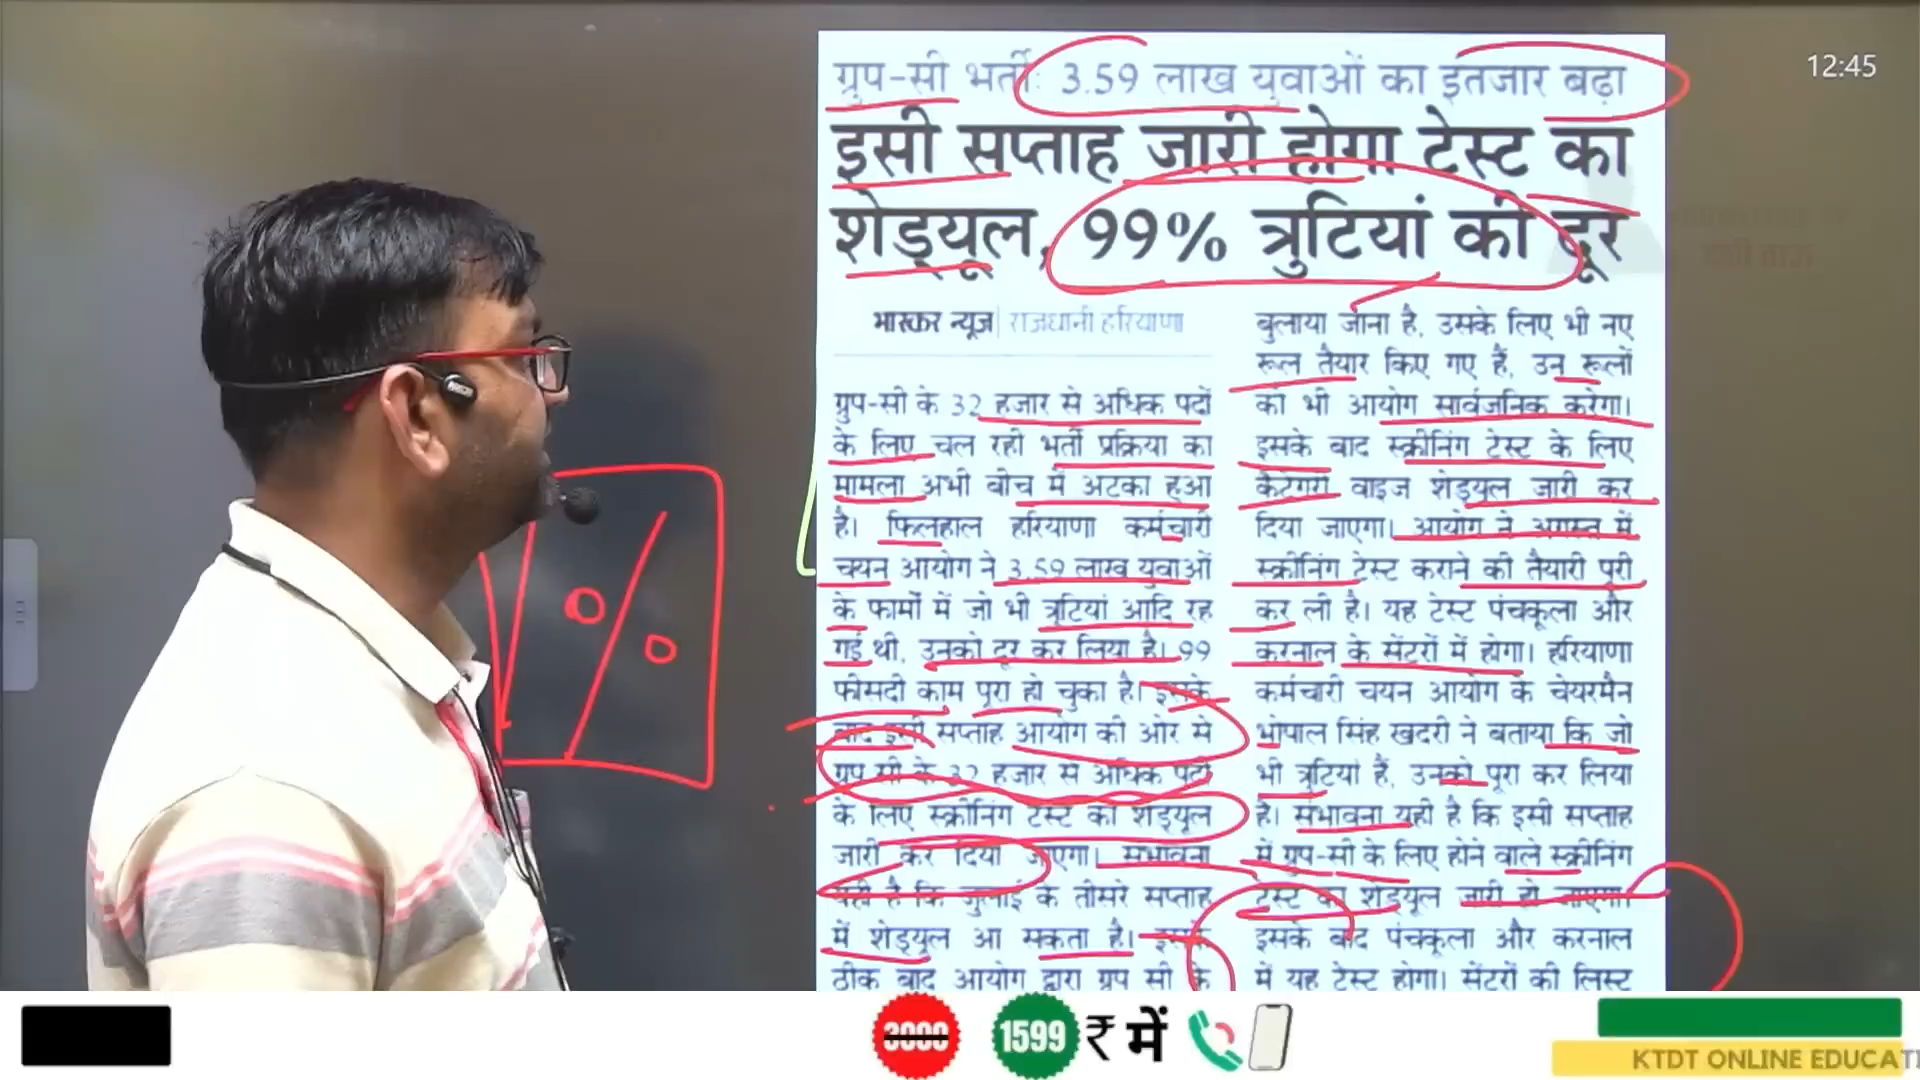 12:45
ग्रुप-सी भर्ती: 3.59 लाख युवाओं का इंतजार बढ़ा
इसी सप्ताह जारी होगा टेस्ट का
शेड्यूल, 99% त्रुटियां की दूर
भास्कर न्यूज | राजधानी हरियाणा
ग्रुप-सी के 32 हजार से अधिक पदों
के लिए चल रही भर्ती प्रक्रिया का
मामला अभी बीच में अटका हुआ
है। फिलहाल हरियाणा कर्मचारी
चयन आयोग ने 3.59 लाख युवाओं
के फार्मों में जो भी त्रुटियां आदि रह
गई थी, उनको दूर कर लिया है। 99
फीसदी काम पूरा हो चुका है। इसके
बाद इसी सप्ताह आयोग की ओर से
ग्रुप सी के 32 हजार से अधिक पदों
के लिए स्क्रीनिंग टेस्ट का शेड्यूल
जारी कर दिया जाएगा। संभावना
यही है कि जुलाई के तीसरे सप्ताह
में शेड्यूल आ सकता है। इसके
ठीक बाद आयोग द्वारा ग्रुप सी के
बुलाया जाना है, उसके लिए भी नए
रूल तैयार किए गए हैं, उन रूलों
को भी आयोग सार्वजनिक करेगा।
इसके बाद स्क्रीनिंग टेस्ट के लिए
कैटेगरी वाइज शेड्यूल जारी कर
दिया जाएगा। आयोग ने अगस्त में
स्क्रीनिंग टेस्ट कराने की तैयारी पूरी
कर ली है। यह टेस्ट पंचकूला और
करनाल के सेंटरों में होगा। हरियाणा
कर्मचारी चयन आयोग के चेयरमैन
भोपाल सिंह खदरी ने बताया कि जो
भी त्रुटियां हैं, उनको पूरा कर लिया
है। संभावना यही है कि इसी सप्ताह
में ग्रुप-सी के लिए होने वाले स्क्रीनिंग
टेस्ट का शेड्यूल जारी हो जाएगा।
इसके बाद पंचकूला और करनाल
में यह टेस्ट होगा। सेंटरों की लिस्ट
3000 1599 ₹ में
KTDT ONLINE EDUCAT